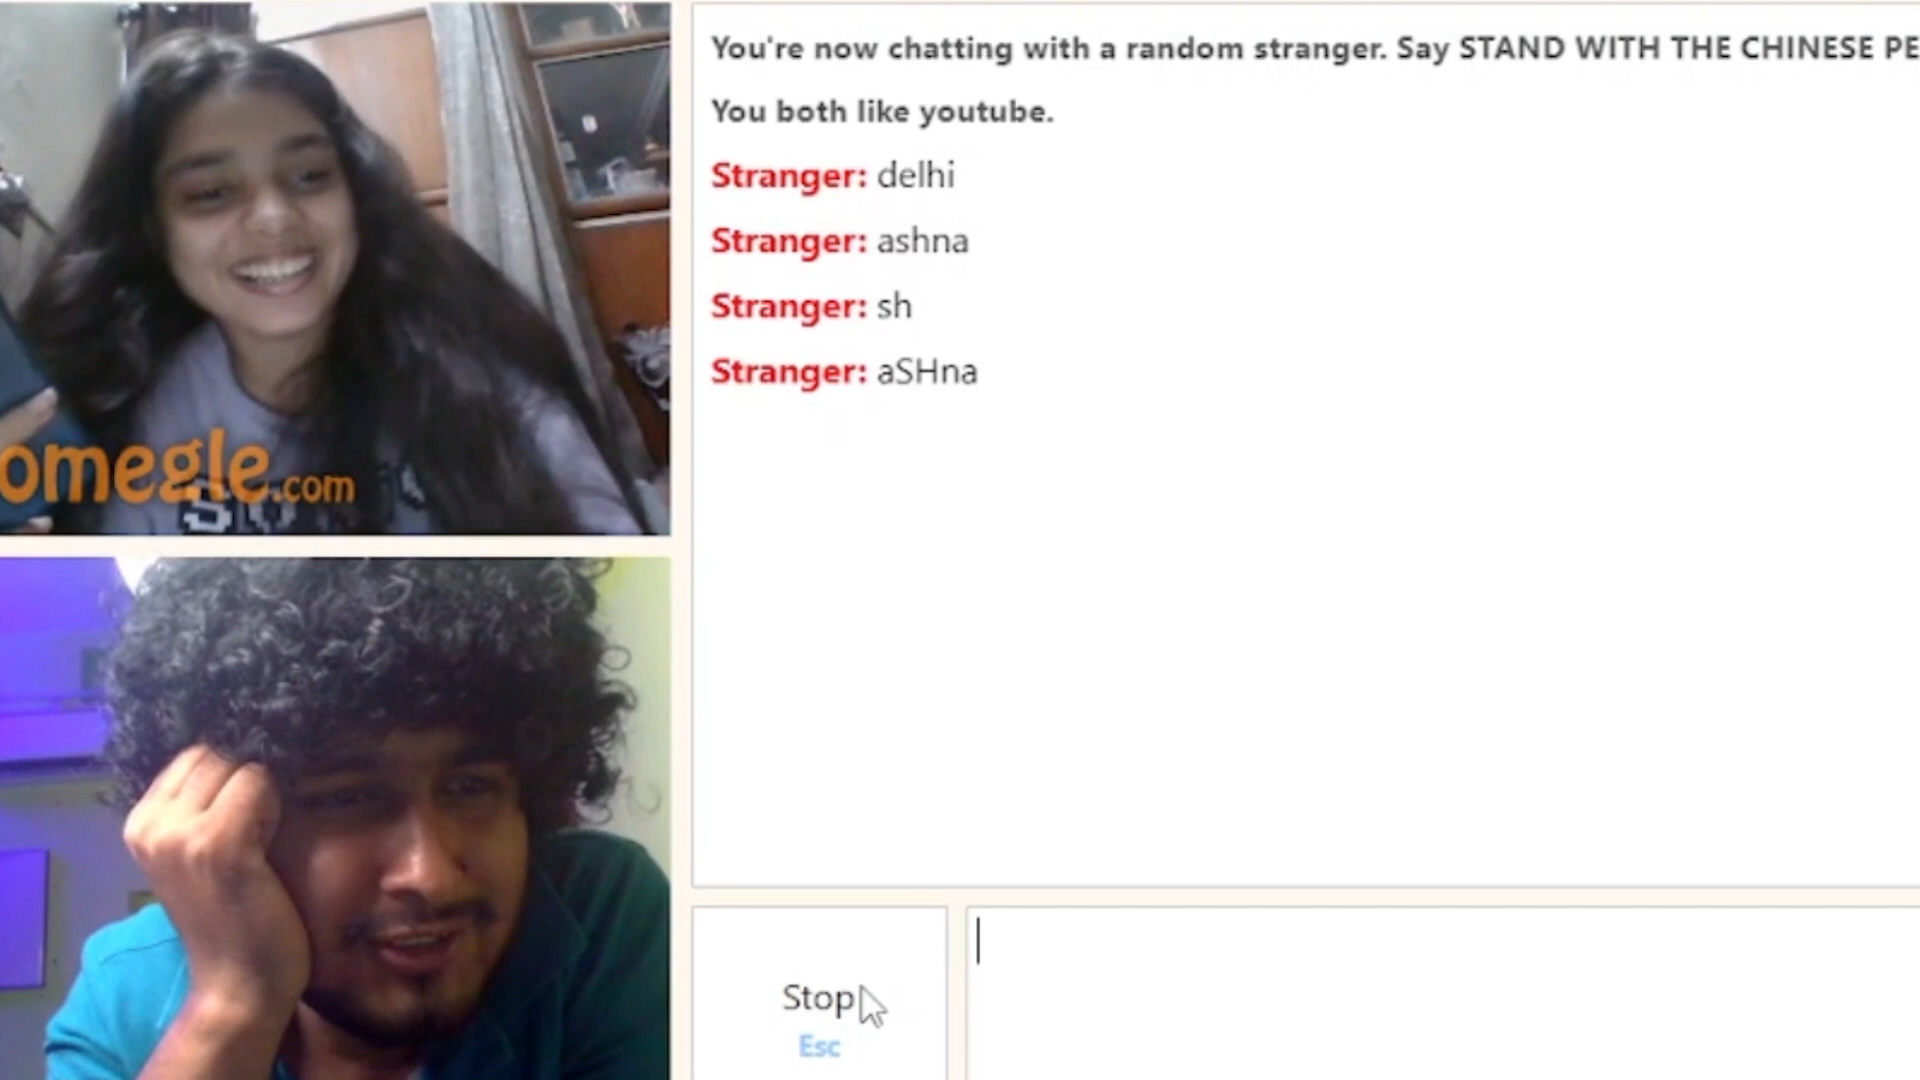 You're now chatting with a random stranger. Say STAND WITH THE CHINESE PE
You both like youtube.
Stranger: delhi
Stranger: ashna
Stranger: sh
Stranger: aSHna
omegle.com
Stop
Esc